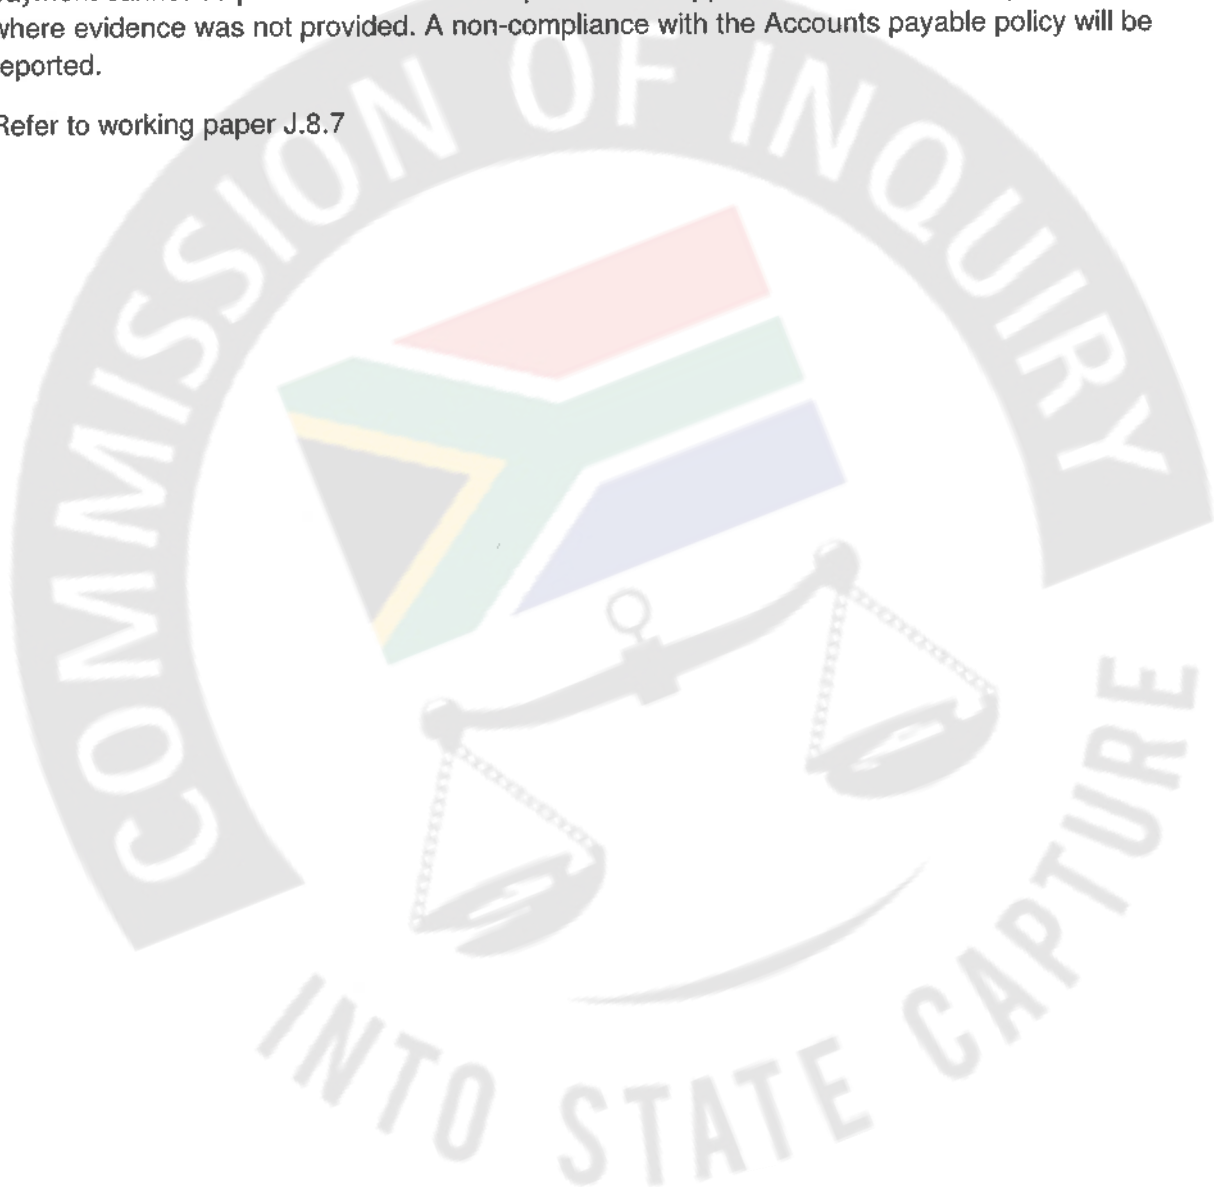 where evidence was not provided. A non-compliance with the Accounts payable policy will be
reported.
Refer to working paper J.8.7
COMMISSION OF INQUIRY
INTO STATE CAPTURE